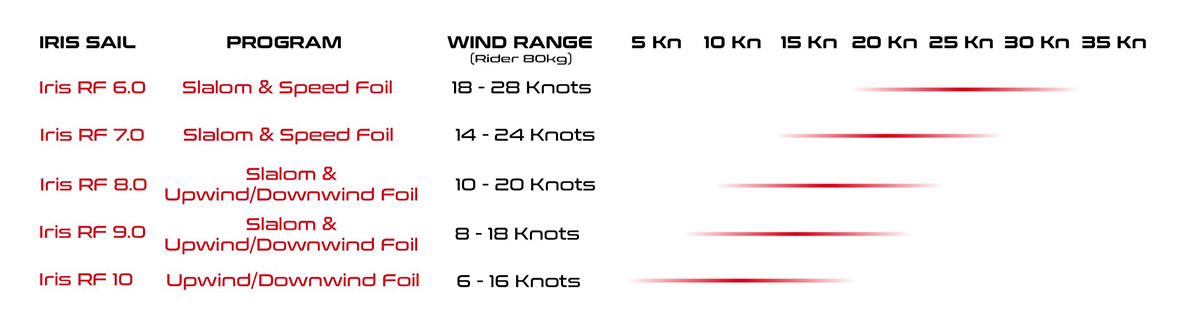 IRIS SAIL PROGRAM WIND RANGE 5 Kn 10 Kn 15 Kn 20 Kn 25 Kn 30 Kn 35 Kn
(Rider 80kg)
Iris RF 6.0 Slalom & Speed Foil 18 - 28 Knots
Iris RF 7.0 Slalom & Speed Foil 14 - 24 Knots
Slalom &
Iris RF 8.0 Upwind/Downwind Foil 10 - 20 Knots
Slalom &
Iris RF 9.0 Upwind/Downwind Foil 8 - 18 Knots
Iris RF 10 Upwind/Downwind Foil 6 - 16 Knots